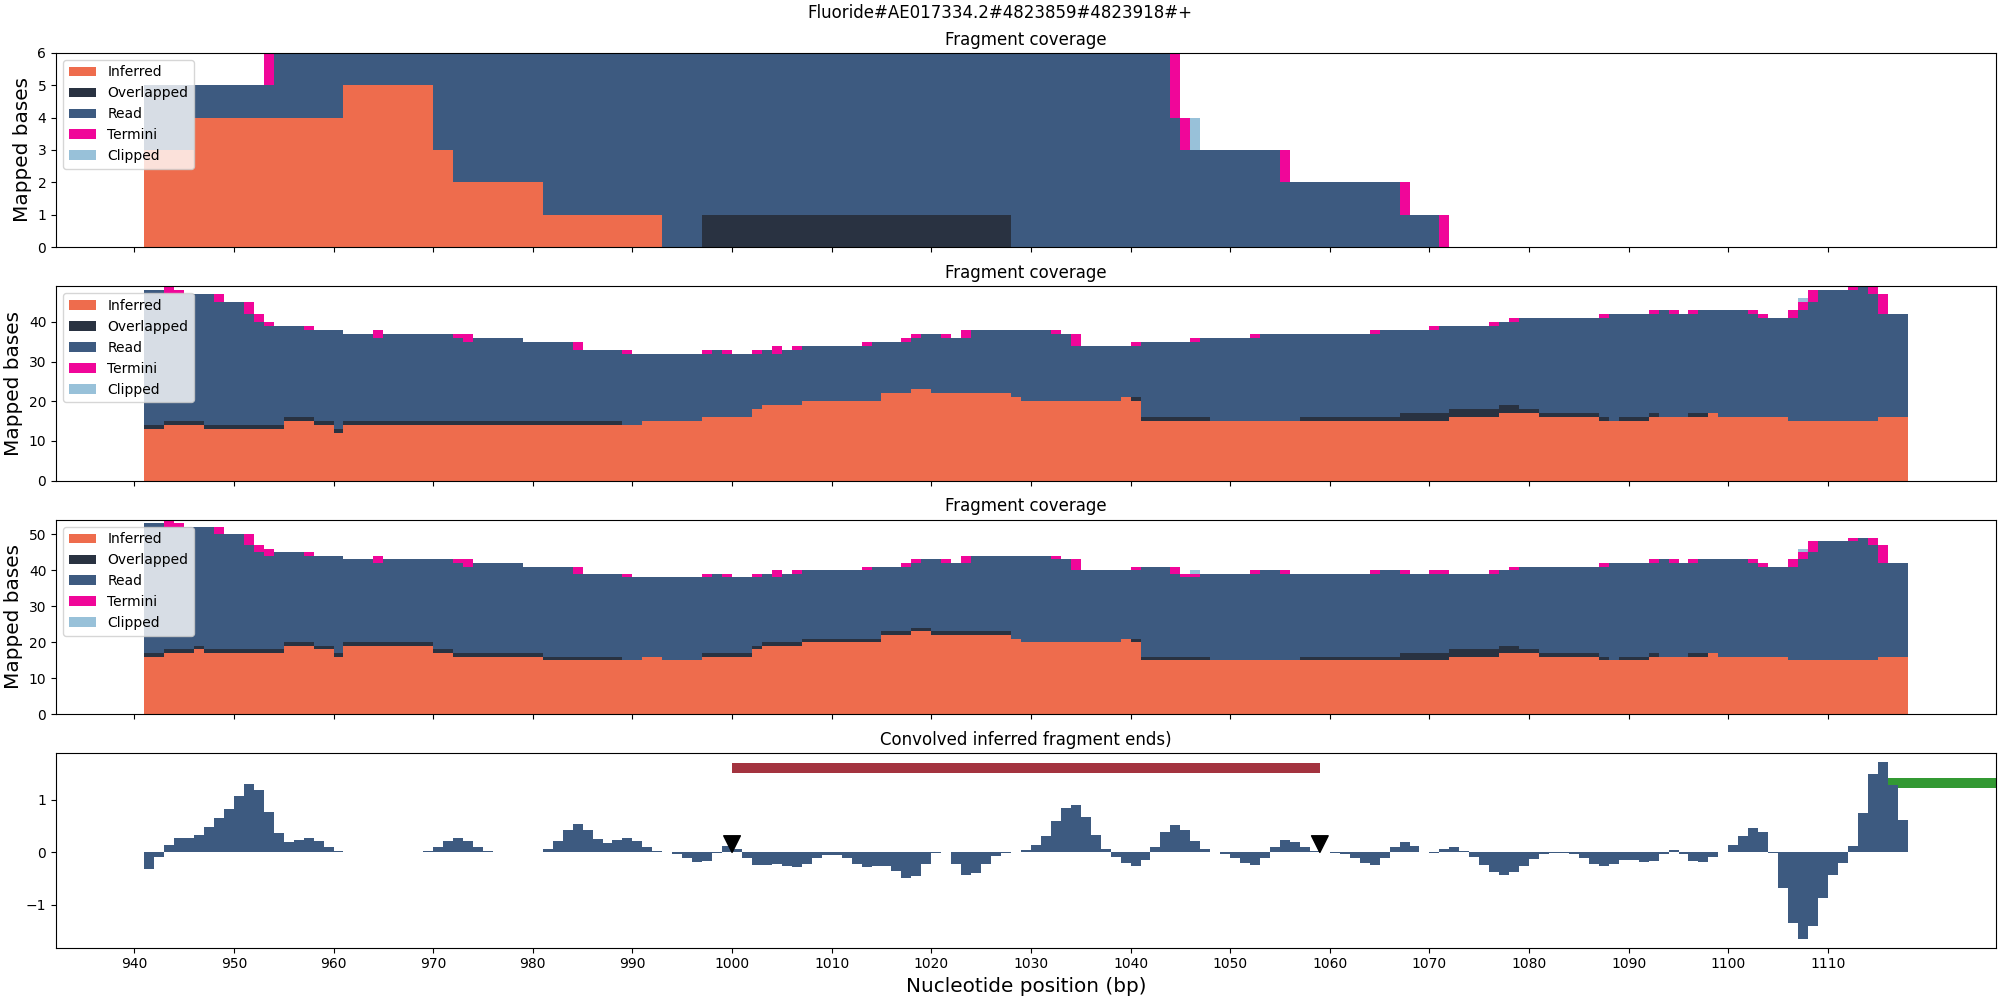 Fluoride#AE017334.2#4823859#4823918#+
Fragment coverage
Mapped bases
6
5
4
3
2
1
0
Inferred
Overlapped
Read
Termini
Clipped
Fragment coverage
Mapped bases
40
30
20
10
0
Inferred
Overlapped
Read
Termini
Clipped
Fragment coverage
Mapped bases
50
40
30
20
10
0
Inferred
Overlapped
Read
Termini
Clipped
Convolved inferred fragment ends)
1
0
−1
940 950 960 970 980 990 1000 1010 1020 1030 1040 1050 1060 1070 1080 1090 1100 1110
Nucleotide position (bp)